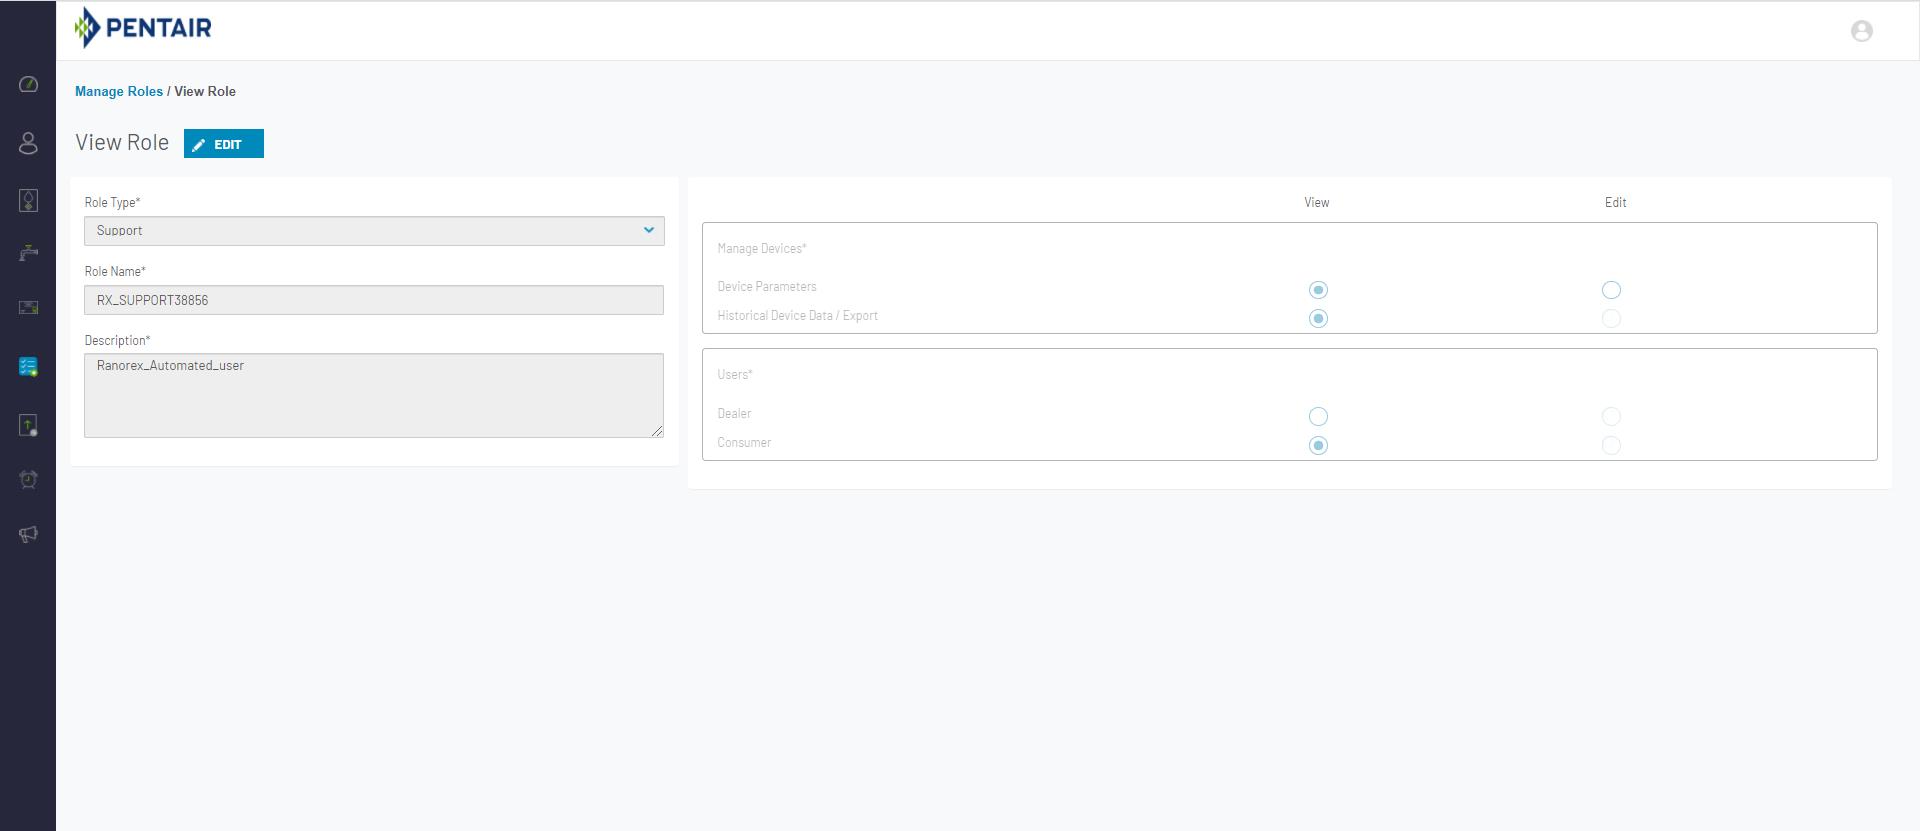 PENTAIR
Manage Roles / View Role
View Role
EDIT
Role Type*
Support
Role Name*
RX_SUPPORT38856
Description*
Ranorex_Automated_user
View Edit
Manage Devices*
Device Parameters
Historical Device Data / Export
Users*
Dealer
Consumer